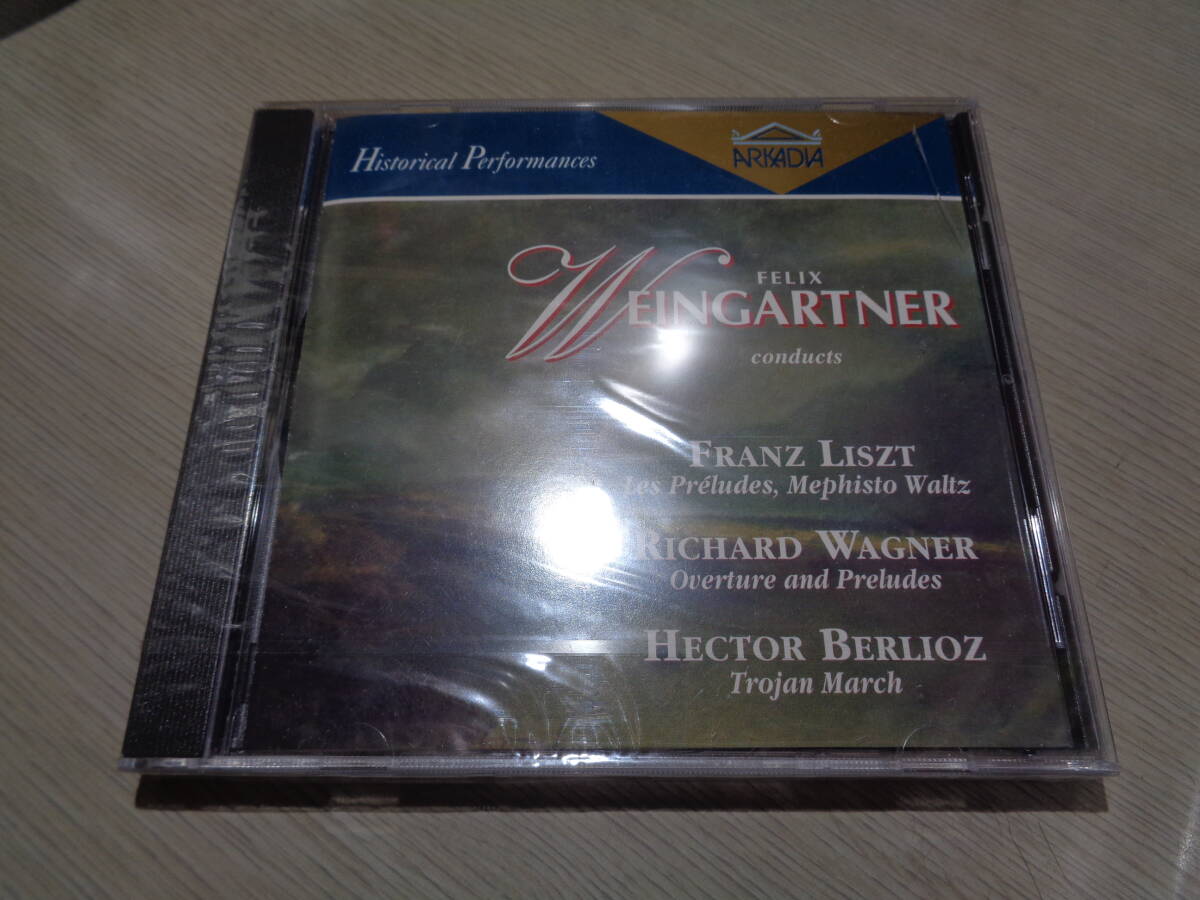 Historical Performances
ARKADIA
FELIX
WEINGARTNER
conducts
FRANZ LISZT
Les Préludes, Mephisto Waltz
RICHARD WAGNER
Overture and Preludes
HECTOR BERLIOZ
Trojan March